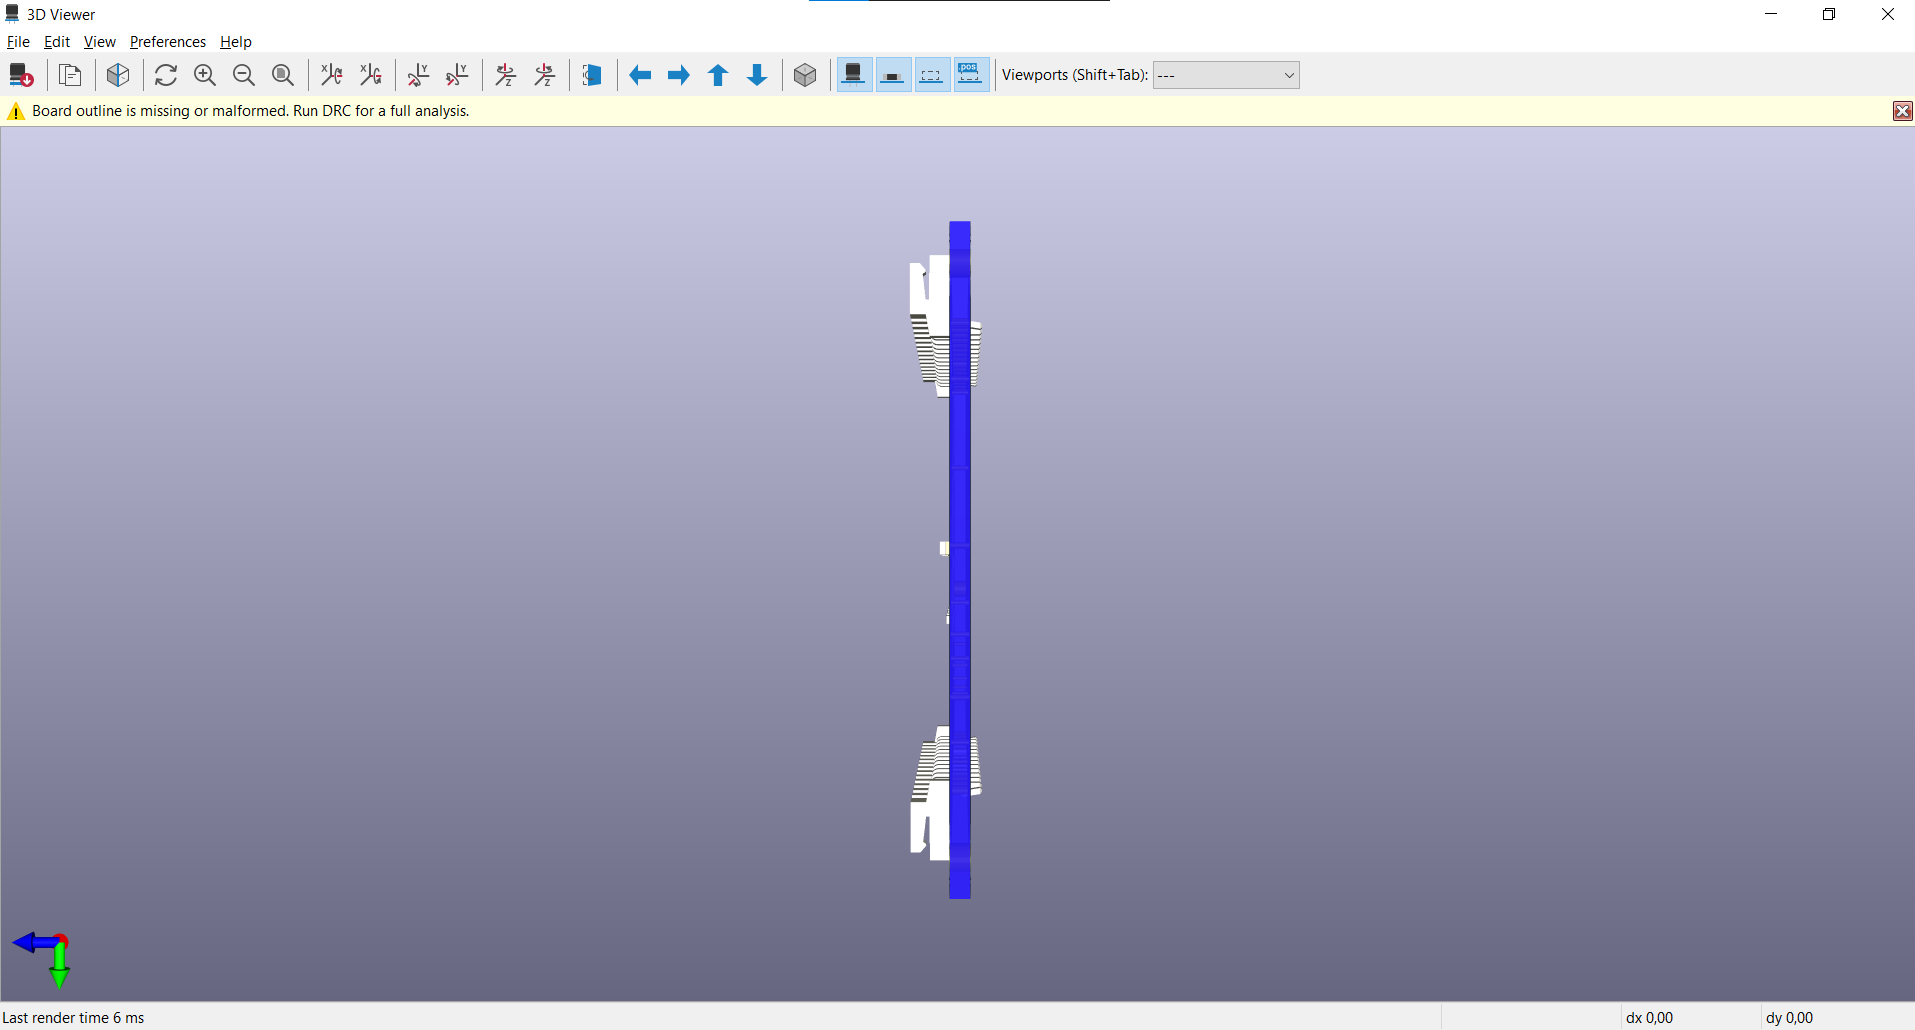 3D Viewer
File Edit View Preferences Help
X X Y Y Z Z .pos Viewports (Shift+Tab): ---
Board outline is missing or malformed. Run DRC for a full analysis.
Last render time 6 ms dx 0,00 dy 0,00